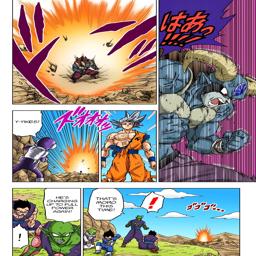 はあっ
!!!
Y-YIKES!
!
THAT'S
MORO
THIS TIME!
HE'S
CHARGING
UP TO FULL
POWER
AGAIN!